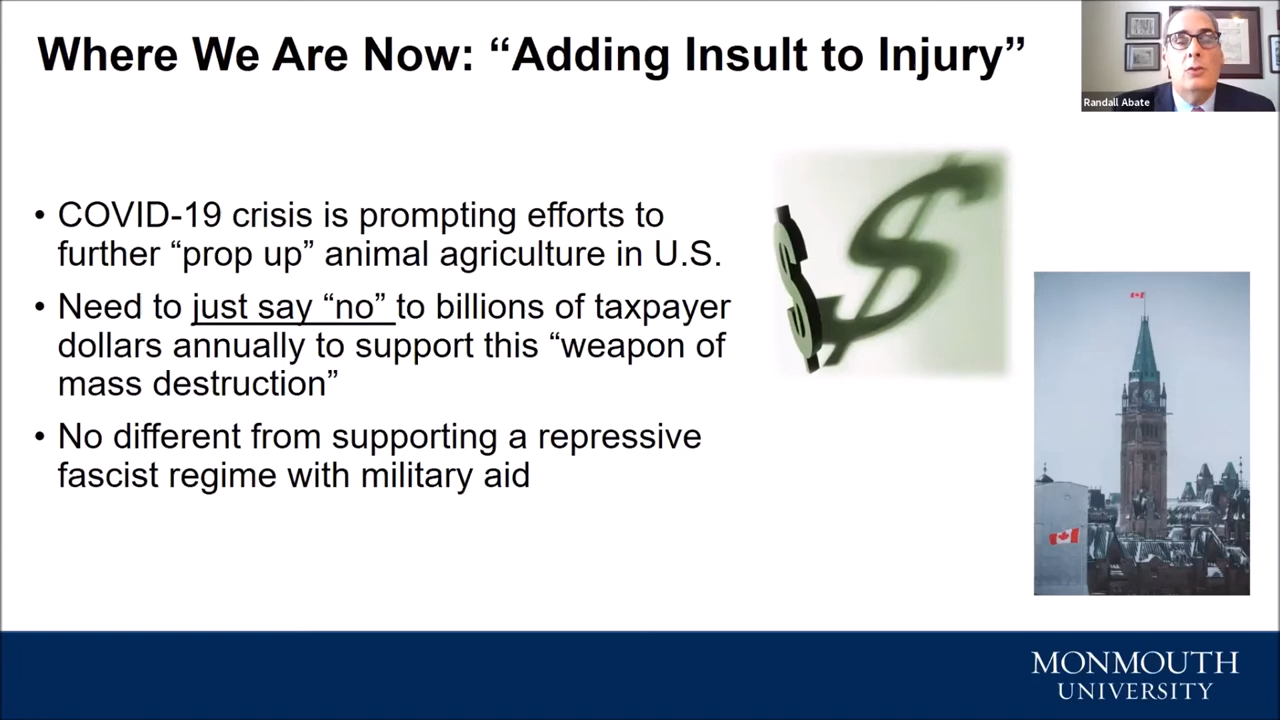 Where We Are Now: “Adding Insult to Injury”
Randall Abate
• COVID-19 crisis is prompting efforts to
further “prop up” animal agriculture in U.S.
• Need to just say “no” to billions of taxpayer
dollars annually to support this “weapon of
mass destruction”
• No different from supporting a repressive
fascist regime with military aid
$
$
MONMOUTH
UNIVERSITY